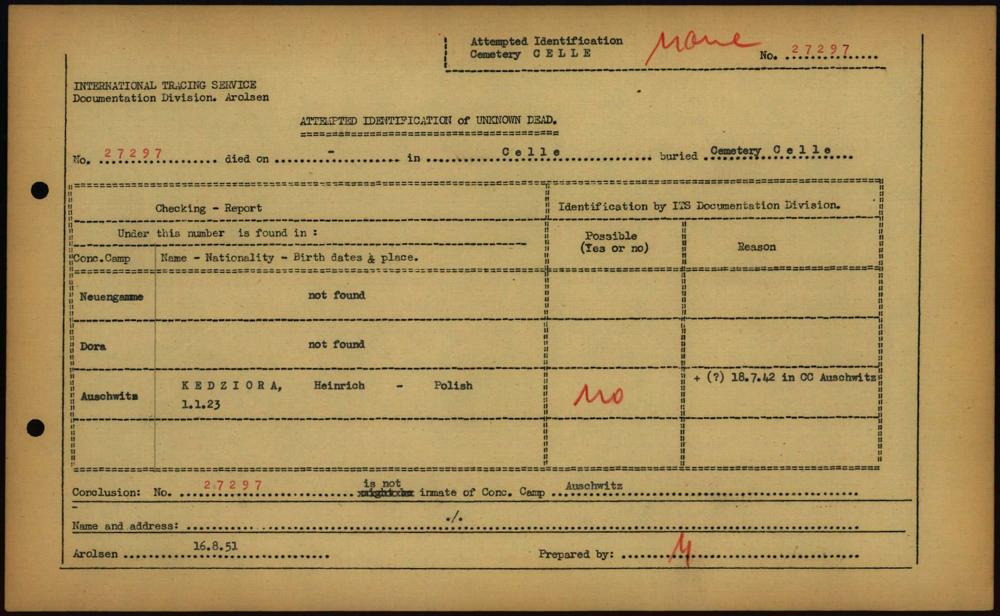 Attempted Identification
Cemetery C E L L E
None
No. 27297
INTERNATIONAL TRACING SERVICE
Documentation Division. Arolsen
ATTEMPTED IDENTIFICATION of UNKNOWN DEAD.
No. 27297 died on - in C e l l e buried Cemetery C e l l e
Checking - Report
Identification by ITS Documentation Division.
Under this number is found in :
Possible
(Yes or no)
Reason
Conc.Camp
Name - Nationality - Birth dates & place.
Neuengamme
not found
Dora
not found
Auschwitz
K E D Z I O R A, Heinrich - Polish
1.1.23
no
+ (?) 18.7.42 in CC Auschwitz
Conclusion: No. 27297 is not inmate of Conc. Camp Auschwitz
Name and address: ./.
Arolsen 16.8.51
Prepared by: